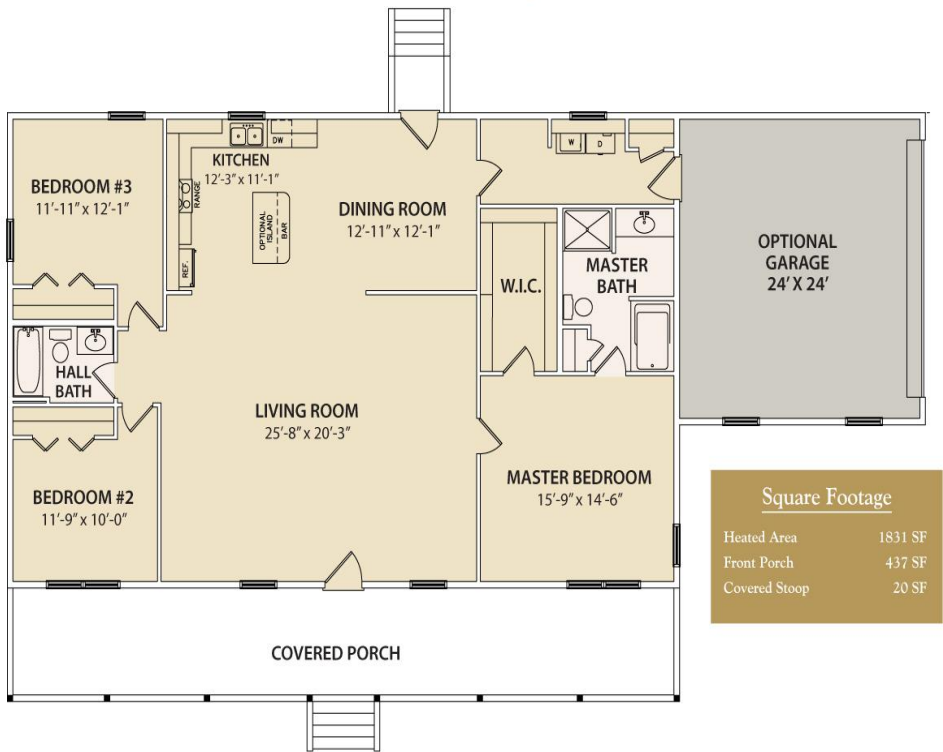 BEDROOM #3
11'-11" x 12'-1"
KITCHEN
12'-3" x 11'-1"
DW
RANGE
REF.
OPTIONAL
ISLAND
BAR
DINING ROOM
12'-11" x 12'-1"
W
D
W.I.C.
MASTER
BATH
OPTIONAL
GARAGE
24' X 24'
HALL
BATH
LIVING ROOM
25'-8" x 20'-3"
BEDROOM #2
11'-9" x 10'-0"
MASTER BEDROOM
15'-9" x 14'-6"
Square Footage
Heated Area 1831 SF
Front Porch 437 SF
Covered Stoop 20 SF
COVERED PORCH